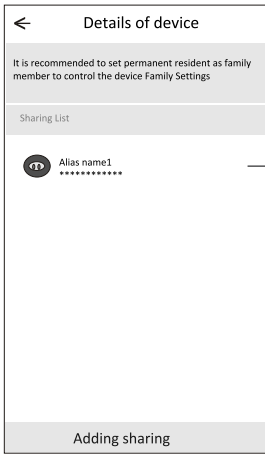 Details of device
It is recommended to set permanent resident as family
member to control the device Family Settings
Sharing List
Alias name1
************
Adding sharing